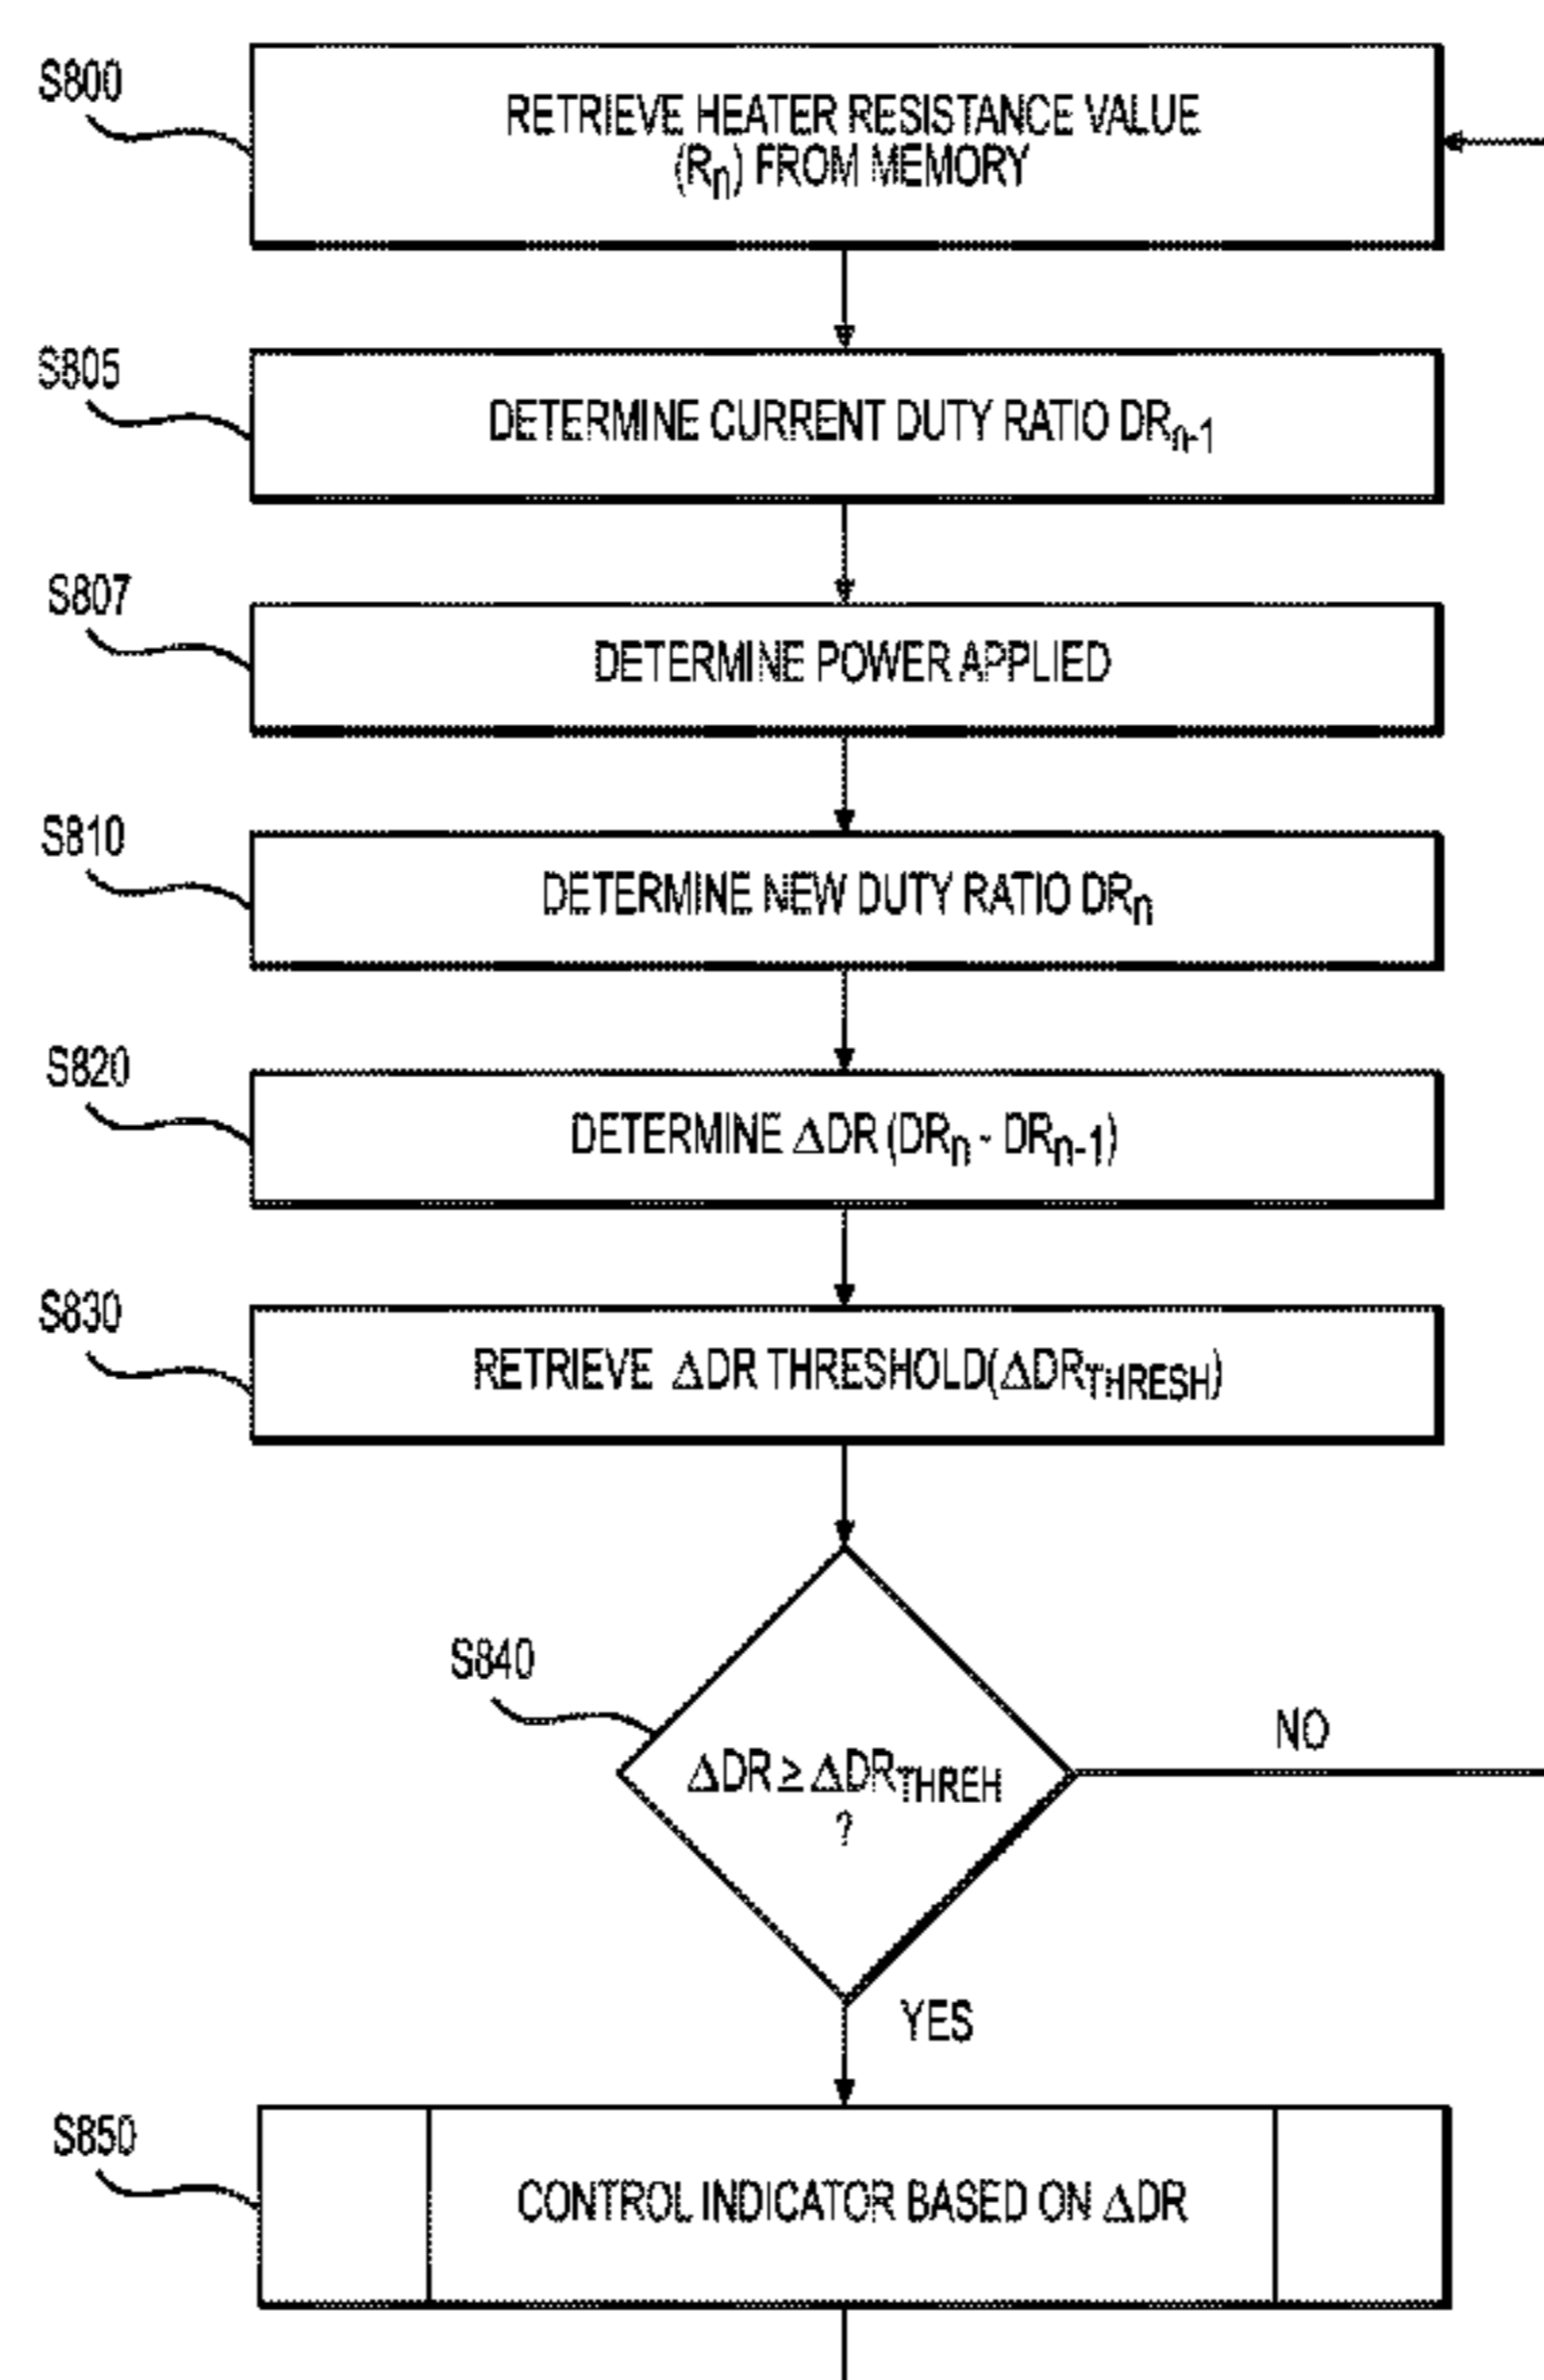 S800
RETRIEVE HEATER RESISTANCE VALUE
(Rn) FROM MEMORY
S805
DETERMINE CURRENT DUTY RATIO DRn-1
S807
DETERMINE POWER APPLIED
S810
DETERMINE NEW DUTY RATIO DRn
S820
DETERMINE ΔDR (DRn - DRn-1)
S830
RETRIEVE ΔDR THRESHOLD(ΔDRTHRESH)
S840
ΔDR ≥ ΔDRTHREH
?
NO
YES
S850
CONTROL INDICATOR BASED ON ΔDR